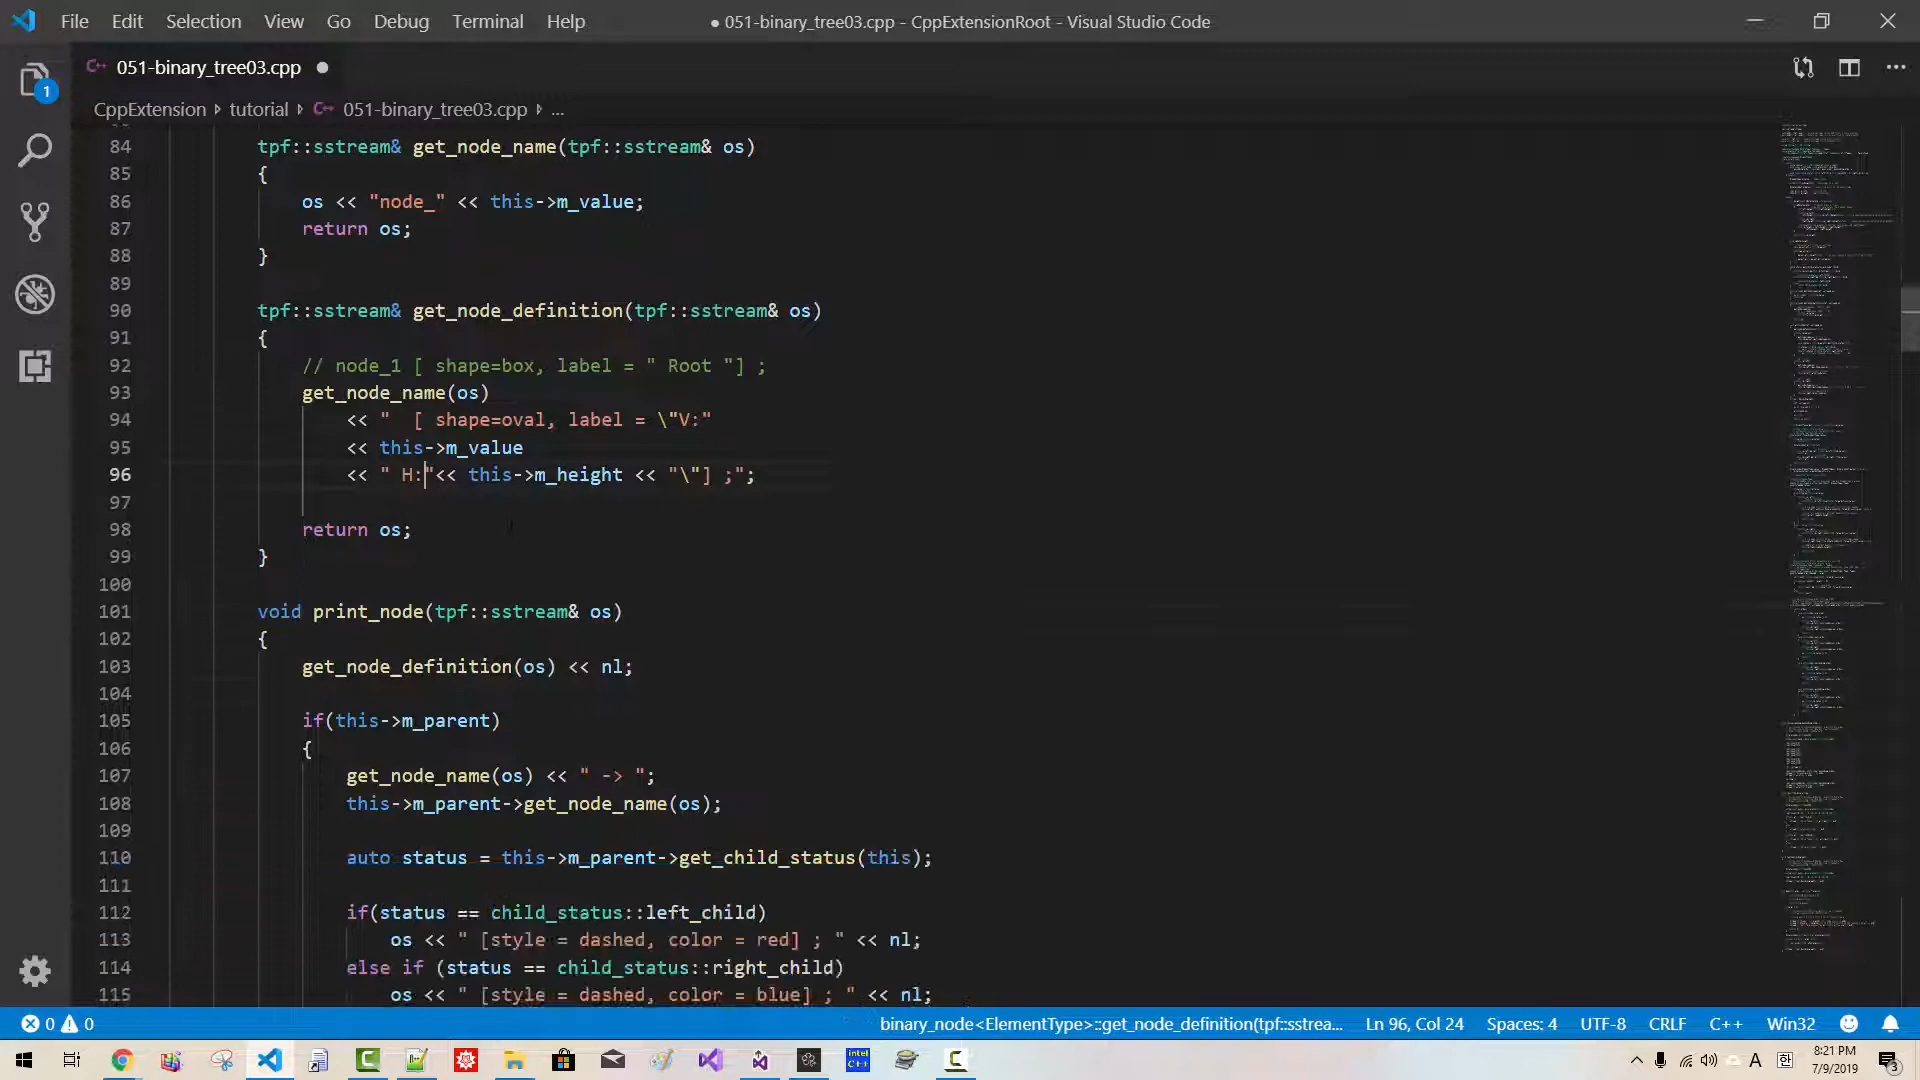 File Edit Selection View Go Debug Terminal Help
● 051-binary_tree03.cpp - CppExtensionRoot - Visual Studio Code
1
C++ 051-binary_tree03.cpp ●
CppExtension › tutorial › C++ 051-binary_tree03.cpp › ...
84 tpf::sstream& get_node_name(tpf::sstream& os)
85 {
86 os << "node_" << this->m_value;
87 return os;
88 }
89
90 tpf::sstream& get_node_definition(tpf::sstream& os)
91 {
92 // node_1 [ shape=box, label = " Root "] ;
93 get_node_name(os)
94 << "  [ shape=oval, label = \"V:"
95 << this->m_value
96 << " H:"<< this->m_height << "\"] ;";
97
98 return os;
99 }
100
101 void print_node(tpf::sstream& os)
102 {
103 get_node_definition(os) << nl;
104
105 if(this->m_parent)
106 {
107 get_node_name(os) << " -> ";
108 this->m_parent->get_node_name(os);
109
110 auto status = this->m_parent->get_child_status(this);
111
112 if(status == child_status::left_child)
113 os << " [style = dashed, color = red] ; " << nl;
114 else if (status == child_status::right_child)
115 os << " [style = dashed, color = blue] ; " << nl;
0 0 binary_node<ElementType>::get_node_definition(tpf::sstrea... Ln 96, Col 24 Spaces: 4 UTF-8 CRLF C++ Win32
intel C++
A 한 8:21 PM
7/9/2019
3